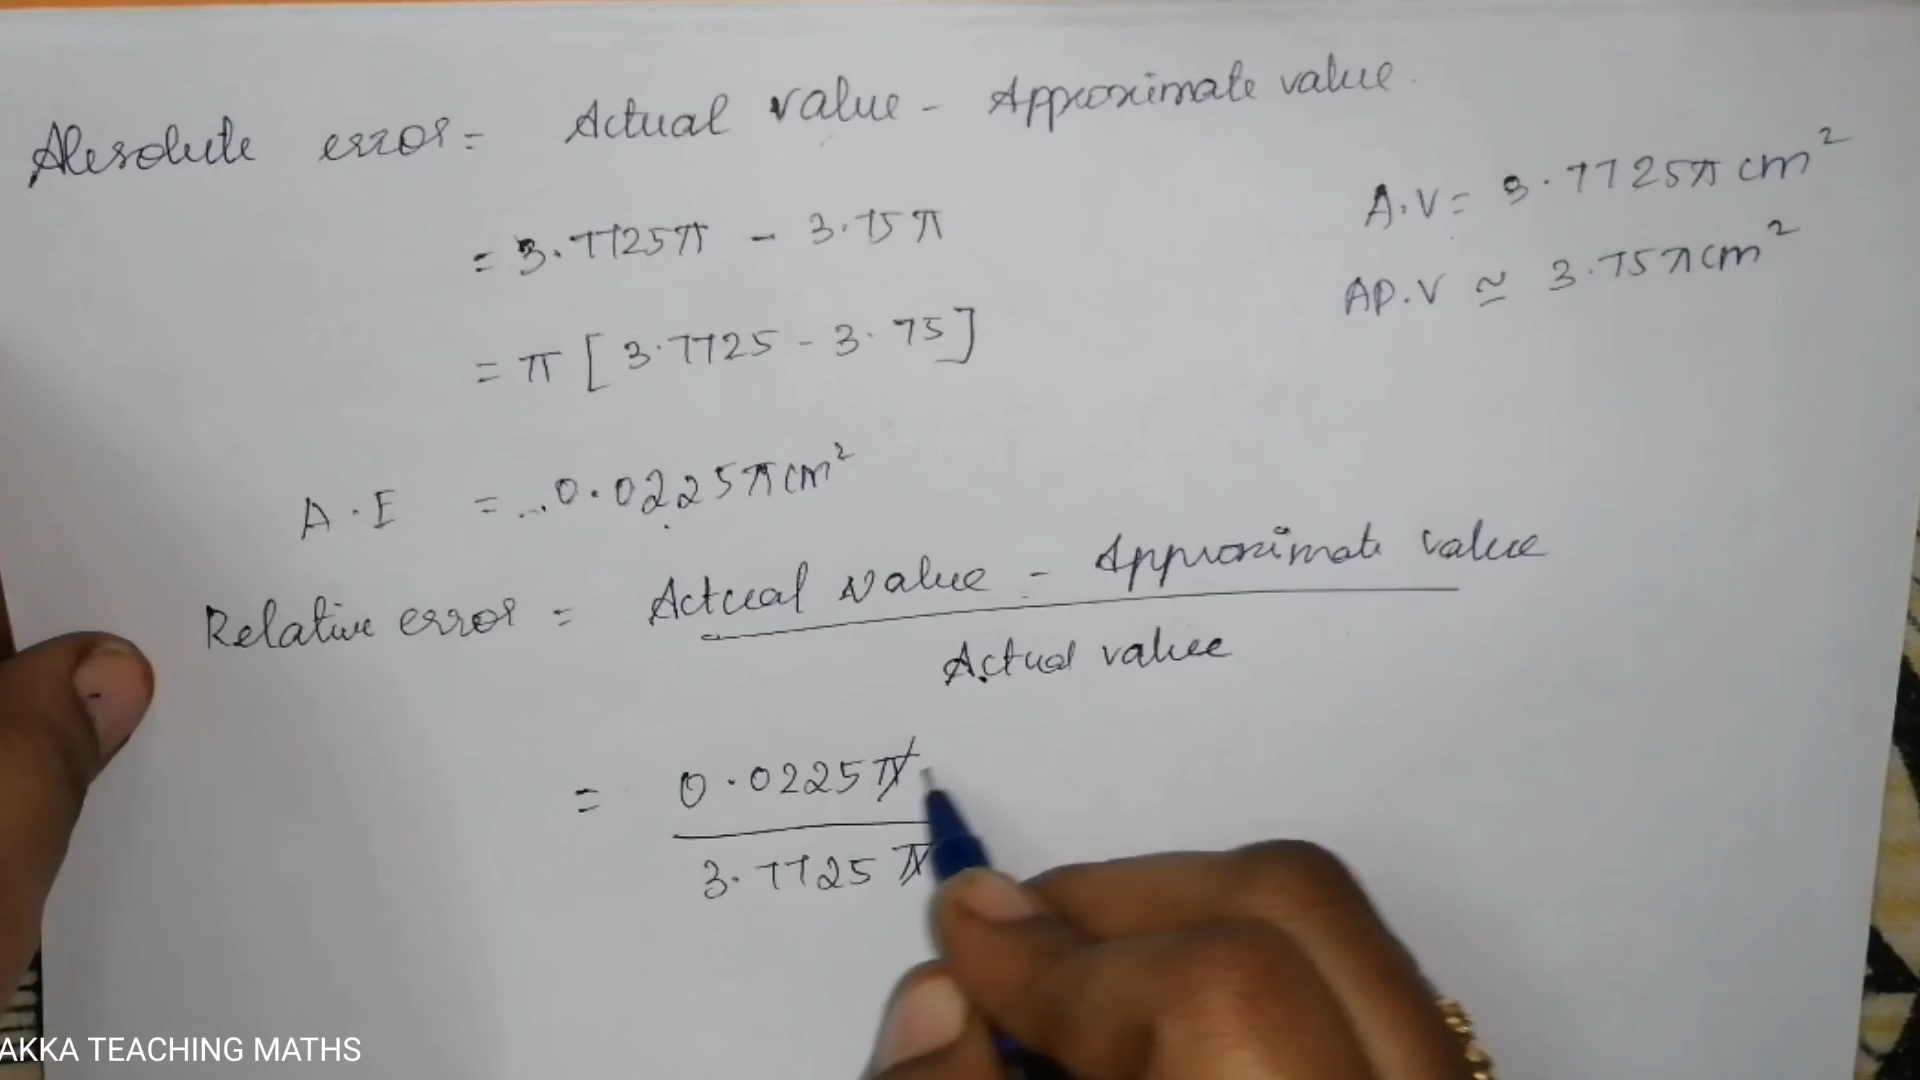 Absolute error = Actual value - Approximate value.
= 3.7725π - 3.75π
A.V = 3.7725π cm²
AP.V ≃ 3.75π cm²
= π [3.7725 - 3.75]
A.E = 0.0225π cm²
Relative error = Actual value - Approximate value
Actual value
= 0.0225π
3.7725π
AKKA TEACHING MATHS